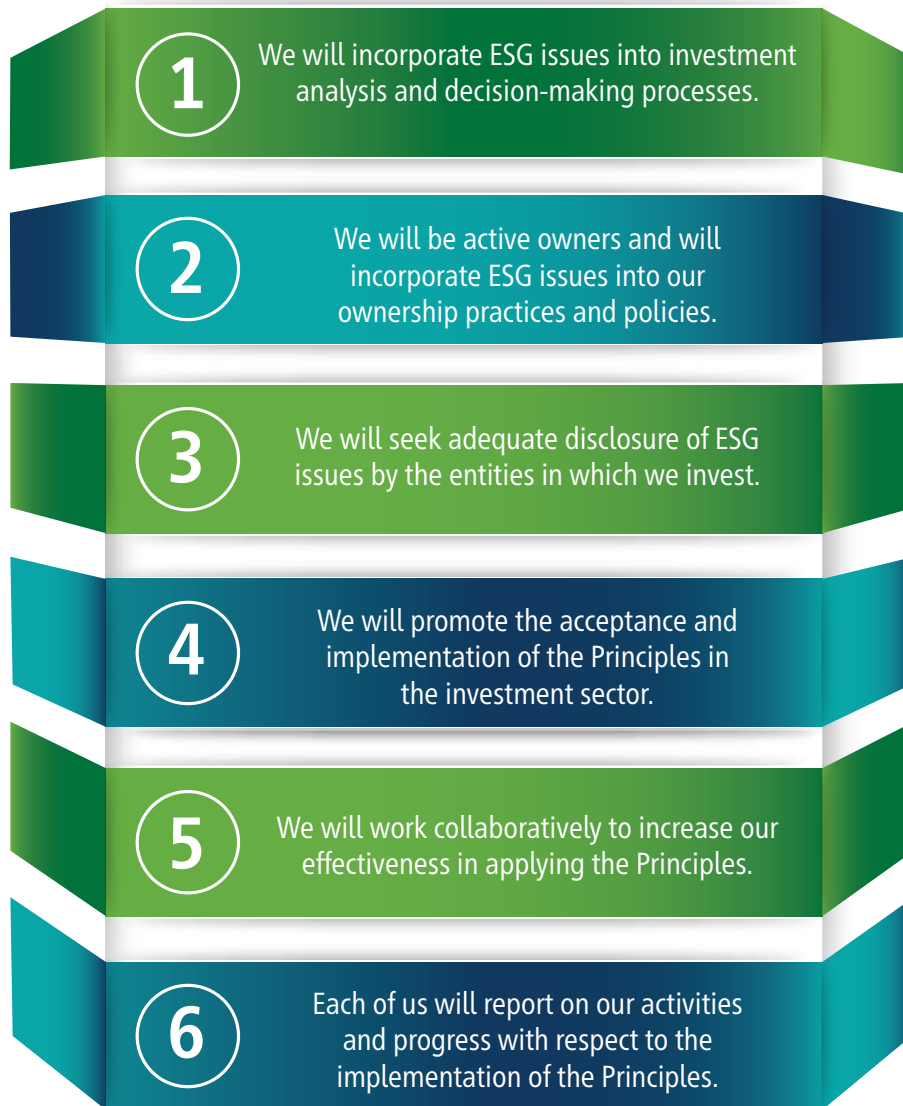 1
We will incorporate ESG issues into investment
analysis and decision-making processes.
2
We will be active owners and will
incorporate ESG issues into our
ownership practices and policies.
3
We will seek adequate disclosure of ESG
issues by the entities in which we invest.
4
We will promote the acceptance and
implementation of the Principles in
the investment sector.
5
We will work collaboratively to increase our
effectiveness in applying the Principles.
6
Each of us will report on our activities
and progress with respect to the
implementation of the Principles.